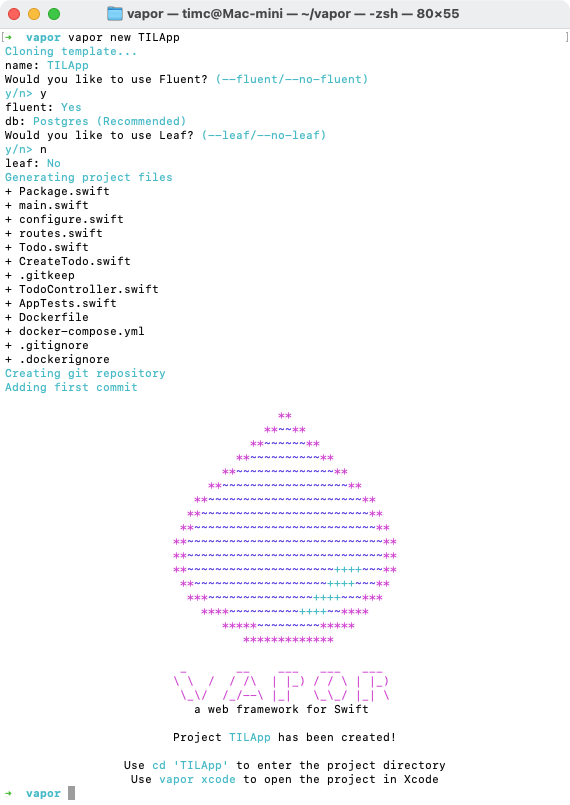 vapor — timc@Mac-mini — ~/vapor — -zsh — 80×55
[➜  vapor vapor new TILApp ]
Cloning template...
name: TILApp
Would you like to use Fluent? (--fluent/--no-fluent)
y/n> y
fluent: Yes
db: Postgres (Recommended)
Would you like to use Leaf? (--leaf/--no-leaf)
y/n> n
leaf: No
Generating project files
+ Package.swift
+ main.swift
+ configure.swift
+ routes.swift
+ Todo.swift
+ CreateTodo.swift
+ .gitkeep
+ TodoController.swift
+ AppTests.swift
+ Dockerfile
+ docker-compose.yml
+ .gitignore
+ .dockerignore
Creating git repository
Adding first commit
**
**~~**
**~~~~~~**
**~~~~~~~~~~**
**~~~~~~~~~~~~~~**
**~~~~~~~~~~~~~~~~~~**
**~~~~~~~~~~~~~~~~~~~~~~**
**~~~~~~~~~~~~~~~~~~~~~~~~**
**~~~~~~~~~~~~~~~~~~~~~~~~~~**
**~~~~~~~~~~~~~~~~~~~~~~~~~~~~**
**~~~~~~~~~~~~~~~~~~~~~~~~~~~~**
**~~~~~~~~~~~~~~~~~~~~~++++~~~**
**~~~~~~~~~~~~~~~~~~~++++~~~**
***~~~~~~~~~~~~~~~++++~~~***
****~~~~~~~~~~++++~~****
*****~~~~~~~~~*****
*************
 _       __    ___   ___   ___
\ \  /  / /\  | |_) / / \ | |_)
 \_\/  /_/--\ |_|   \_\_/ |_| \
a web framework for Swift
Project TILApp has been created!
Use cd 'TILApp' to enter the project directory
Use vapor xcode to open the project in Xcode
➜  vapor